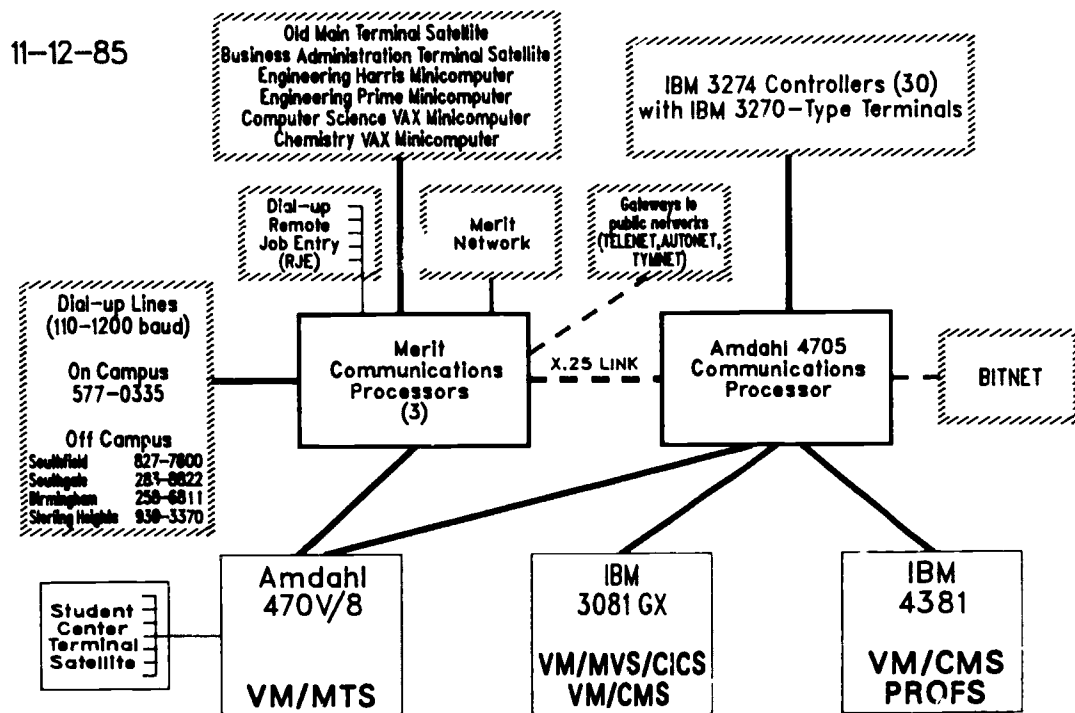 11-12-85
Old Main Terminal Satellite
Business Administration Terminal Satellite
Engineering Harris Minicomputer
Engineering Prime Minicomputer
Computer Science VAX Minicomputer
Chemistry VAX Minicomputer
IBM 3274 Controllers (30)
with IBM 3270-Type Terminals
Dial-up
Remote
Job Entry
(RJE)
Merit
Network
Gateways to
public networks
(TELENET, AUTONET,
TYMNET)
Dial-up Lines
(110-1200 baud)
On Campus
577-0335
Off Campus
Southfield 827-7800
Southgate 283-8822
Birmingham 258-6811
Sterling Heights 939-3370
Merit
Communications
Processors
(3)
X.25 LINK
Amdahl 4705
Communications
Processor
BITNET
Student
Center
Terminal
Satellite
Amdahl
470V/8
VM/MTS
IBM
3081 GX
VM/MVS/CICS
VM/CMS
IBM
4381
VM/CMS
PROFS